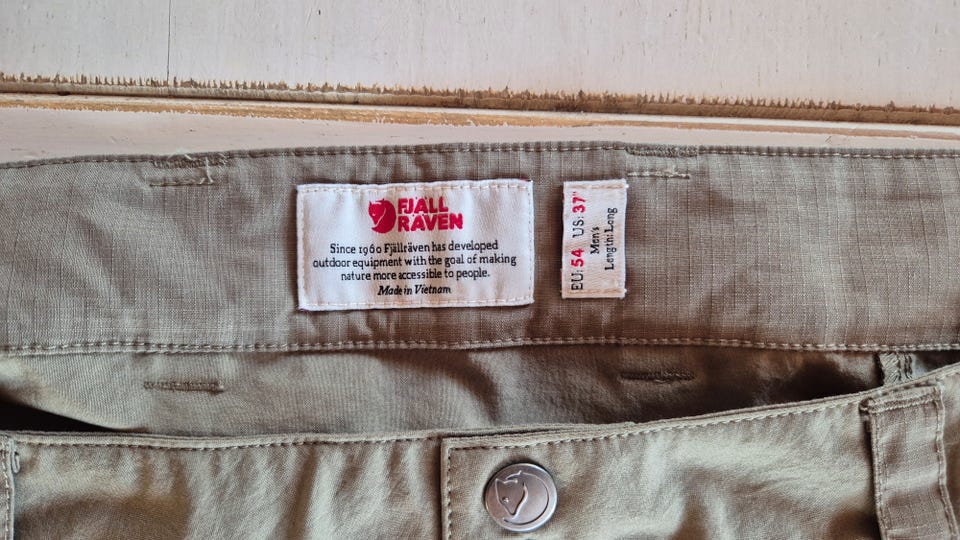 FJÄLL
RÄVEN
Since 1960 Fjällräven has developed
outdoor equipment with the goal of making
nature more accessible to people.
Made in Vietnam
EU: 54 US: 37"
Men's
Length: Long